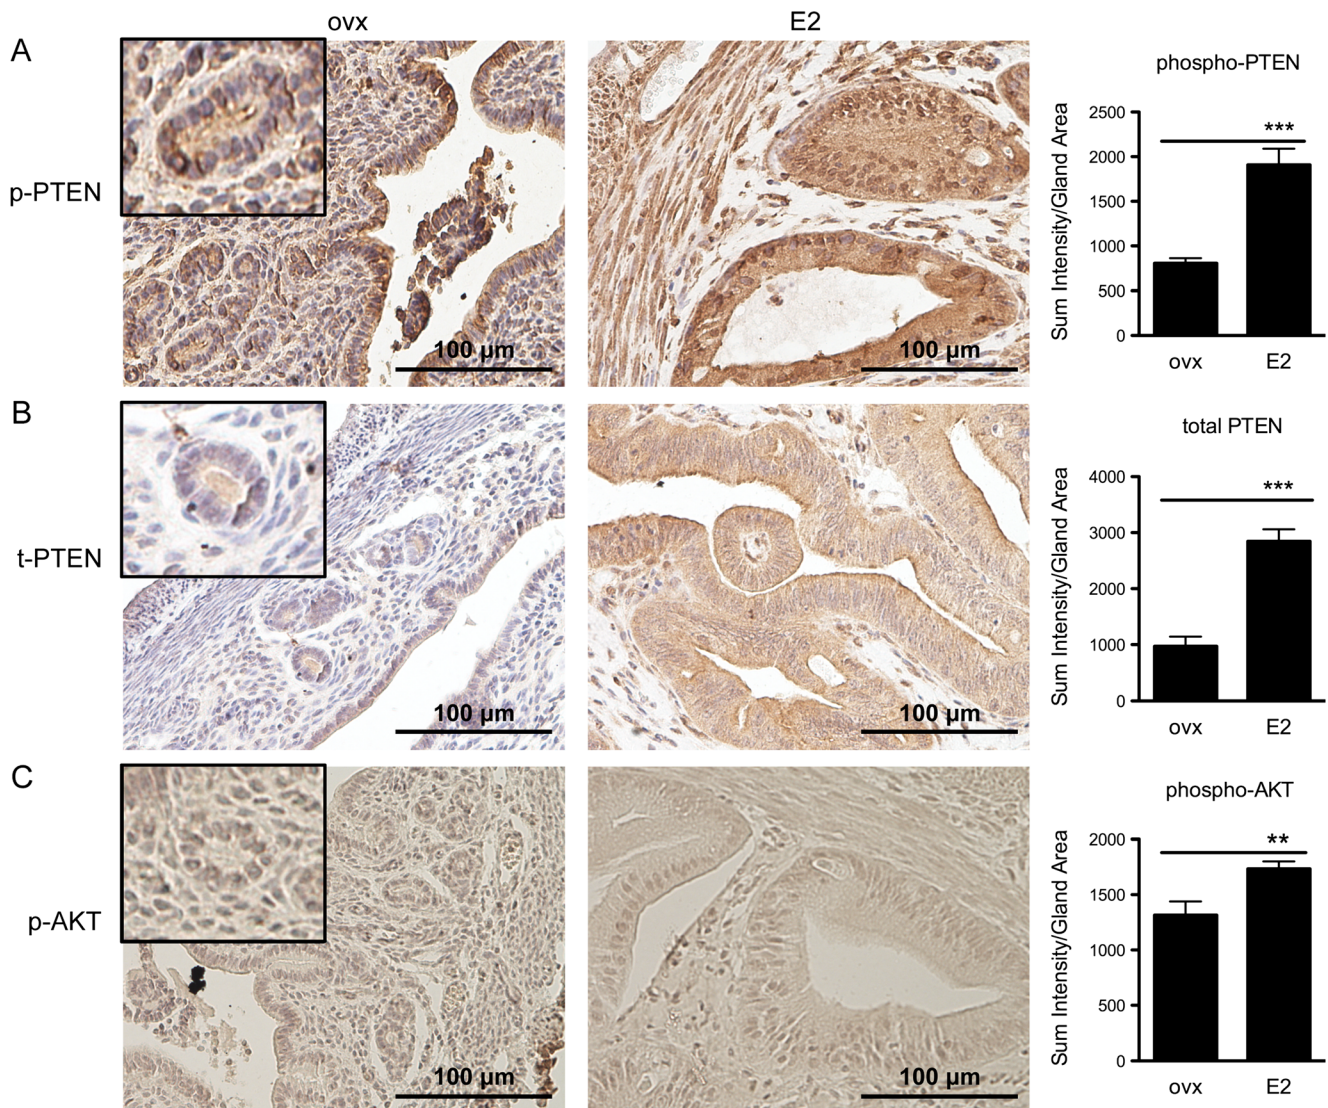 ovx
E2
A
p-PTEN
100 µm
100 µm
phospho-PTEN
***
Sum Intensity/Gland Area
2500
2000
1500
1000
500
0
ovx
E2
B
t-PTEN
100 µm
100 µm
total PTEN
***
Sum Intensity/Gland Area
4000
3000
2000
1000
0
ovx
E2
C
p-AKT
100 µm
100 µm
phospho-AKT
**
Sum Intensity/Gland Area
2000
1500
1000
500
0
ovx
E2